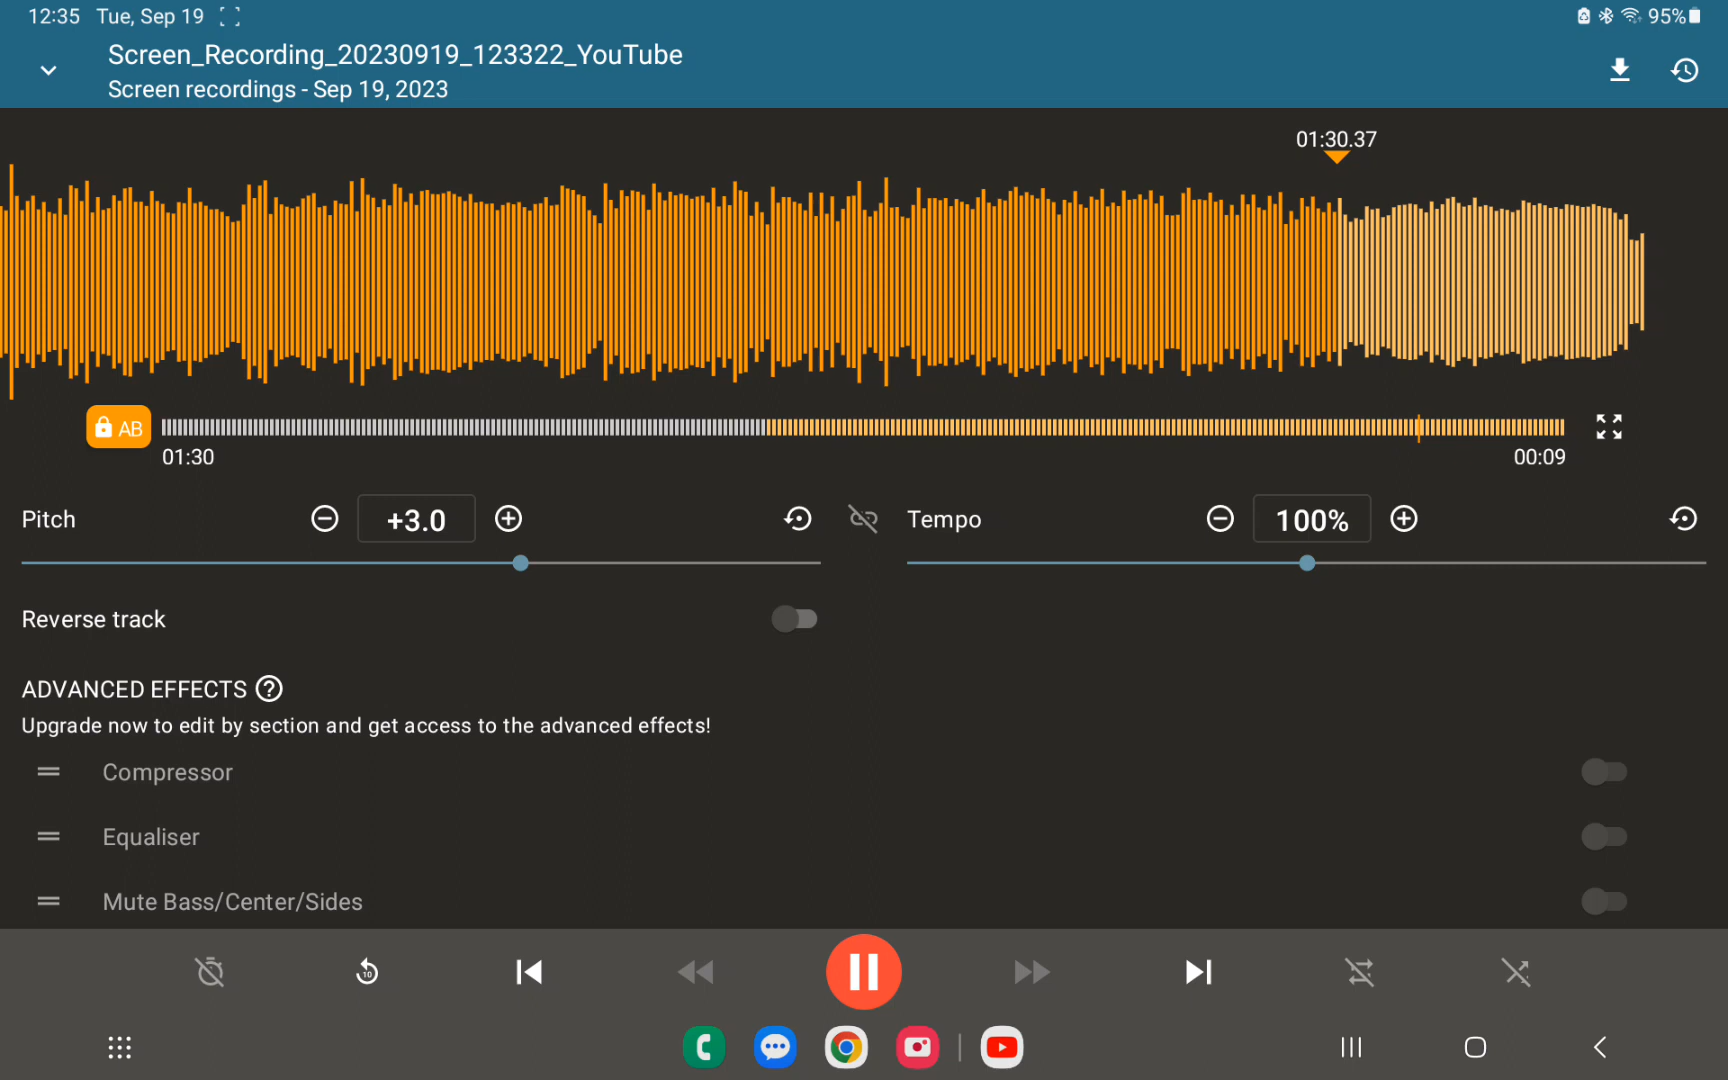 12:35 Tue, Sep 19 95%
Screen_Recording_20230919_123322_YouTube
Screen recordings - Sep 19, 2023
01:30.37
AB
01:30 00:09
Pitch +3.0 Tempo 100%
Reverse track
ADVANCED EFFECTS ?
Upgrade now to edit by section and get access to the advanced effects!
Compressor
Equaliser
Mute Bass/Center/Sides
10